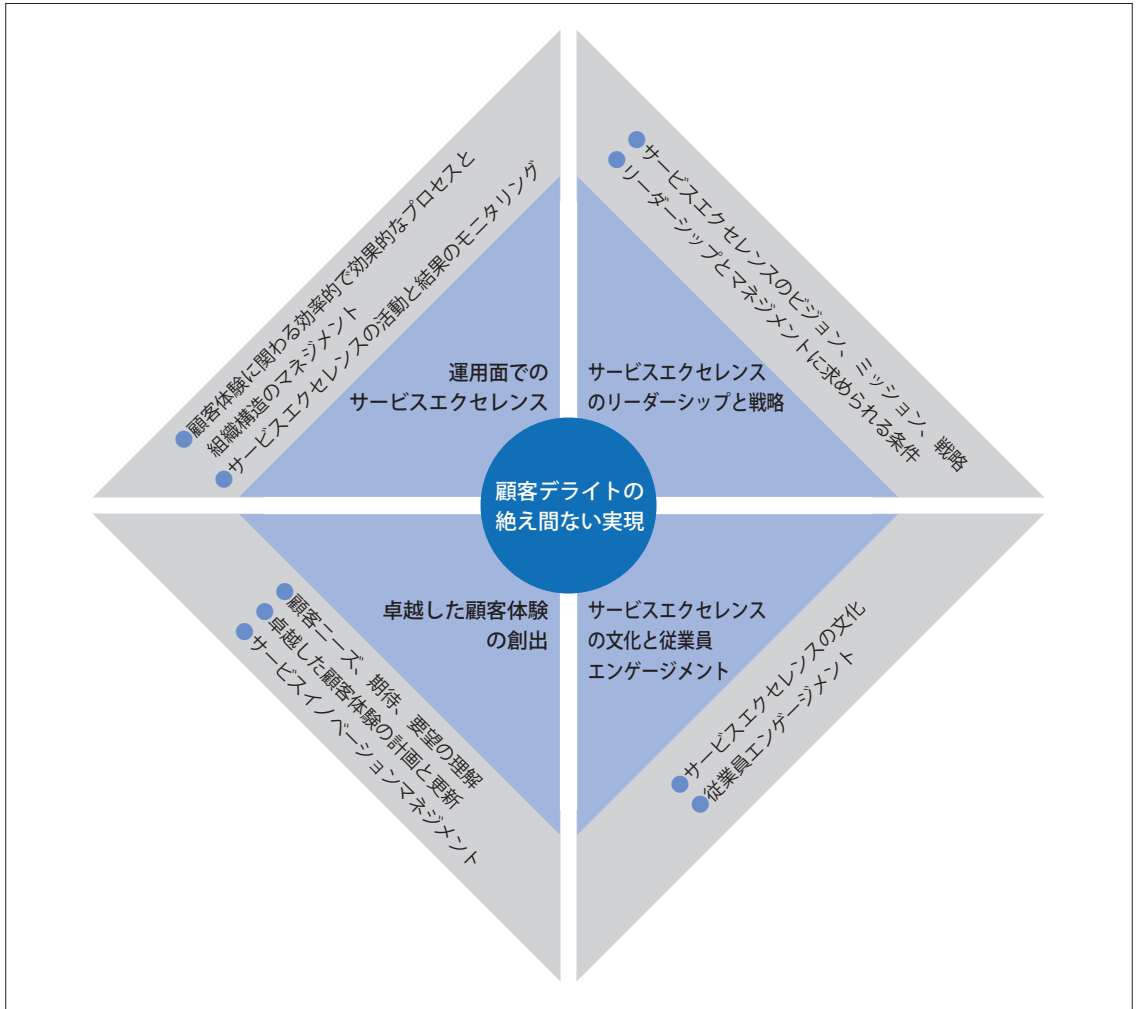 ●顧客体験に関わる効率的で効果的なプロセスと
組織構造のマネジメント
●サービスエクセレンスの活動と結果のモニタリング
●サービスエクセレンスのビジョン、ミッション、戦略
●リーダーシップとマネジメントに求められる条件
運用面での
サービスエクセレンス
サービスエクセレンス
のリーダーシップと戦略
顧客デライトの
絶え間ない実現
卓越した顧客体験
の創出
サービスエクセレンス
の文化と従業員
エンゲージメント
●顧客ニーズ、期待、要望の理解
●卓越した顧客体験の計画と更新
●サービスイノベーションマネジメント
●サービスエクセレンスの文化
●従業員エンゲージメント